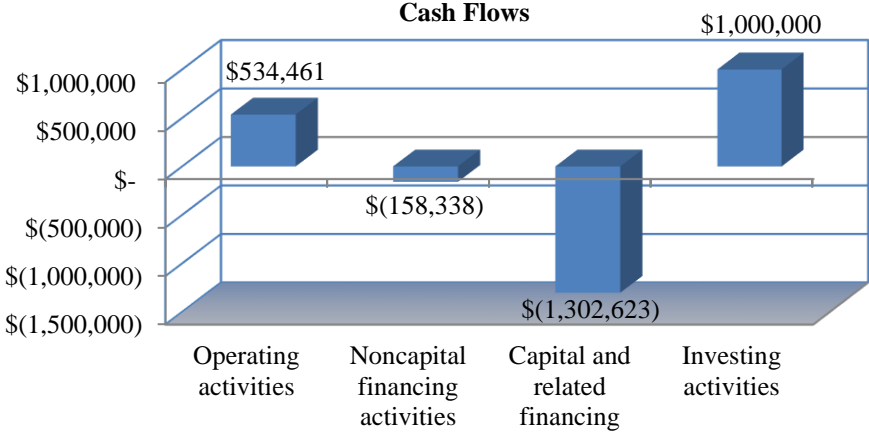 Cash Flows
$1,000,000
$534,461
$1,000,000
$500,000
$-
$(158,338)
$(500,000)
$(1,000,000)
$(1,302,623)
$(1,500,000)
Operating
activities
Noncapital
financing
activities
Capital and
related
financing
Investing
activities